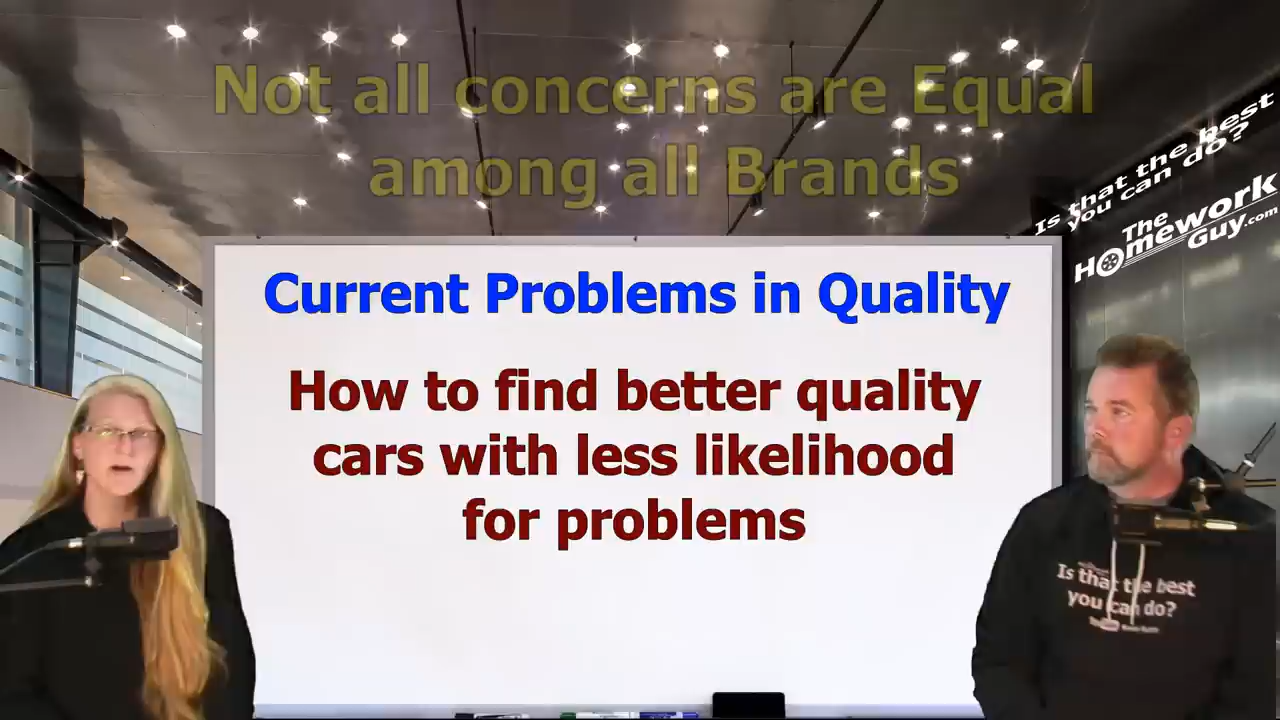 Not all concerns are Equal
among all Brands
Is that the best
you can do?
The
Homework
Guy.com
Current Problems in Quality
How to find better quality
cars with less likelihood
for problems
Is that the best
you can do?